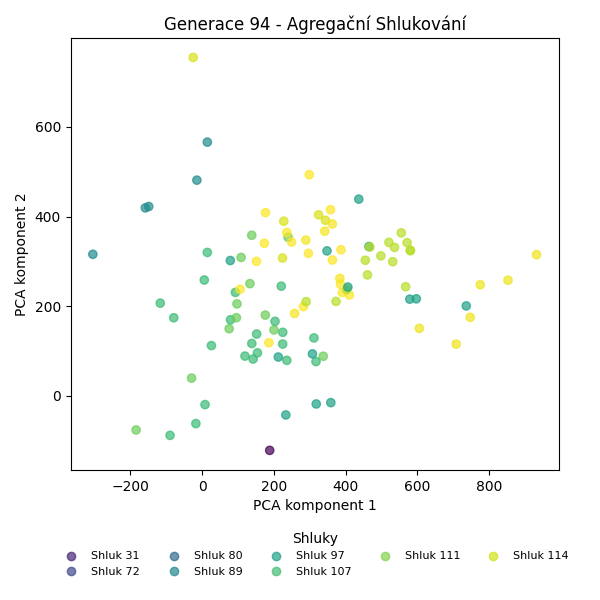 Generace 94 - Agregační Shlukování
PCA komponent 2
600
400
200
0
−200 0 200 400 600 800
PCA komponent 1
Shluky
Shluk 31 Shluk 80 Shluk 97 Shluk 111 Shluk 114
Shluk 72 Shluk 89 Shluk 107